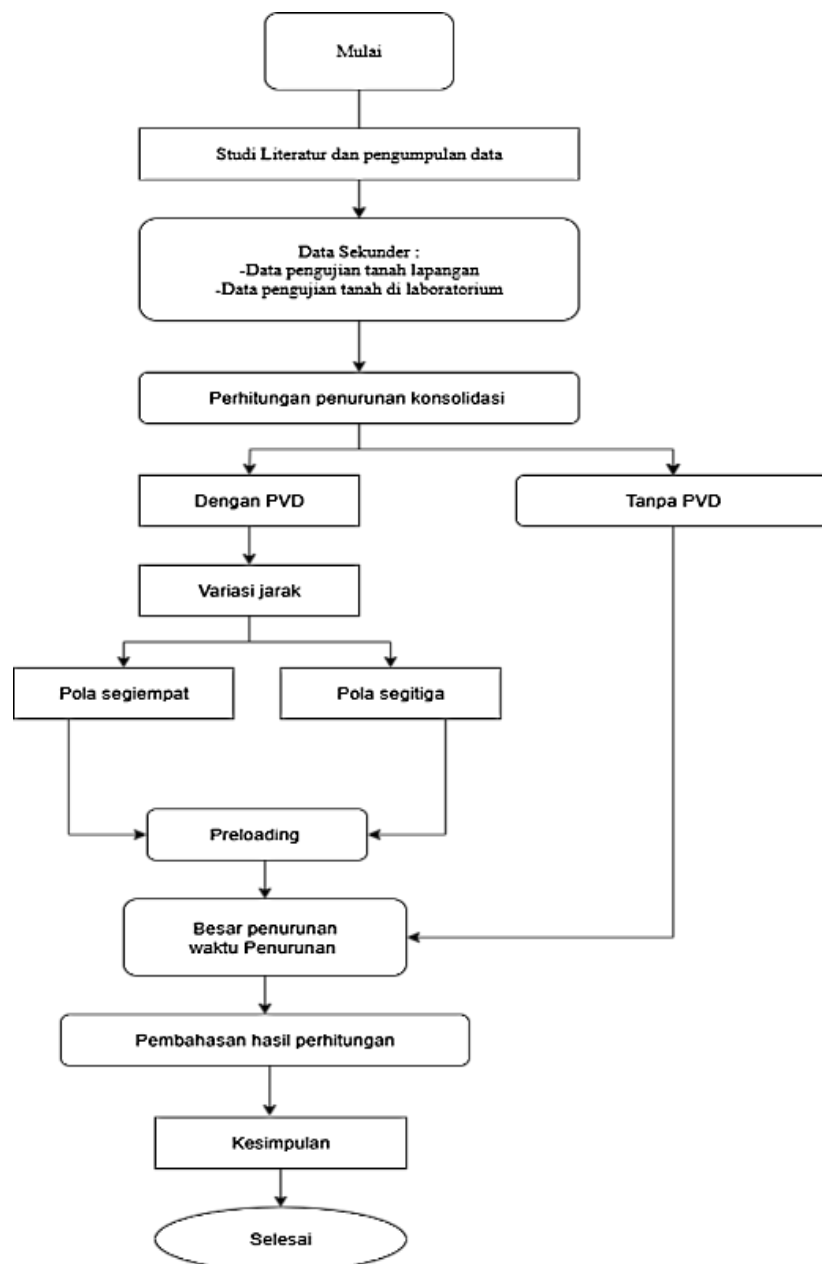 Mulai
Studi Literatur dan pengumpulan data
Data Sekunder :
-Data pengujian tanah lapangan
-Data pengujian tanah di laboratorium
Perhitungan penurunan konsolidasi
Dengan PVD
Tanpa PVD
Variasi jarak
Pola segiempat
Pola segitiga
Preloading
Besar penurunan
waktu Penurunan
Pembahasan hasil perhitungan
Kesimpulan
Selesai